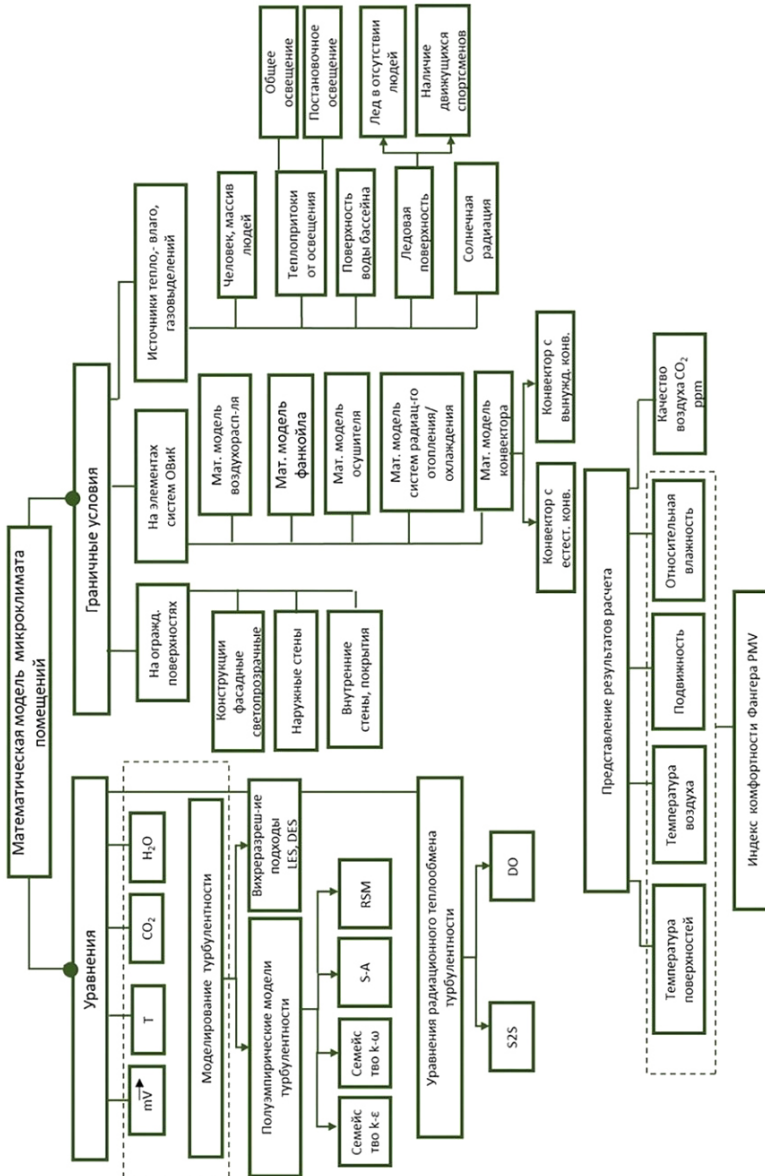 Математическая модель микроклимата
помещений
Уравнения
mV
T
CO₂
H₂O
Моделирование турбулентности
Полуэмпирические модели
турбулентности
Вихреразреш-ие
подходы
LES, DES
Семейс
тво k-ε
Семейс
тво k-ω
S-A
RSM
Уравнения радиационного теплообмена
турбулентности
S2S
DO
Граничные условия
На огражд.
поверхностях
Конструкции
фасадные
светопрозрачные
Наружные стены
Внутренние
стены, покрытия
На элементах
систем ОВиК
Мат. модель
воздухорасп-ля
Мат. модель
фанкойла
Мат. модель
осушителя
Мат. модель
систем радиац-го
отопления/
охлаждения
Мат. модель
конвектора
Конвектор с
естест. конв.
Конвектор с
вынужд. конв.
Источники тепло,- влаго,
газовыделений
Человек, массив
людей
Теплопритоки
от освещения
Общее
освещение
Постановочное
освещение
Поверхность
воды бассейна
Ледовая
поверхность
Лед в отсутствии
людей
Наличие
движущихся
спортсменов
Солнечная
радиация
Представление результатов расчета
Температура
поверхностей
Температура
воздуха
Подвижность
Относительная
влажность
Качество
воздуха CO₂
ppm
Индекс комфортности Фангера PMV